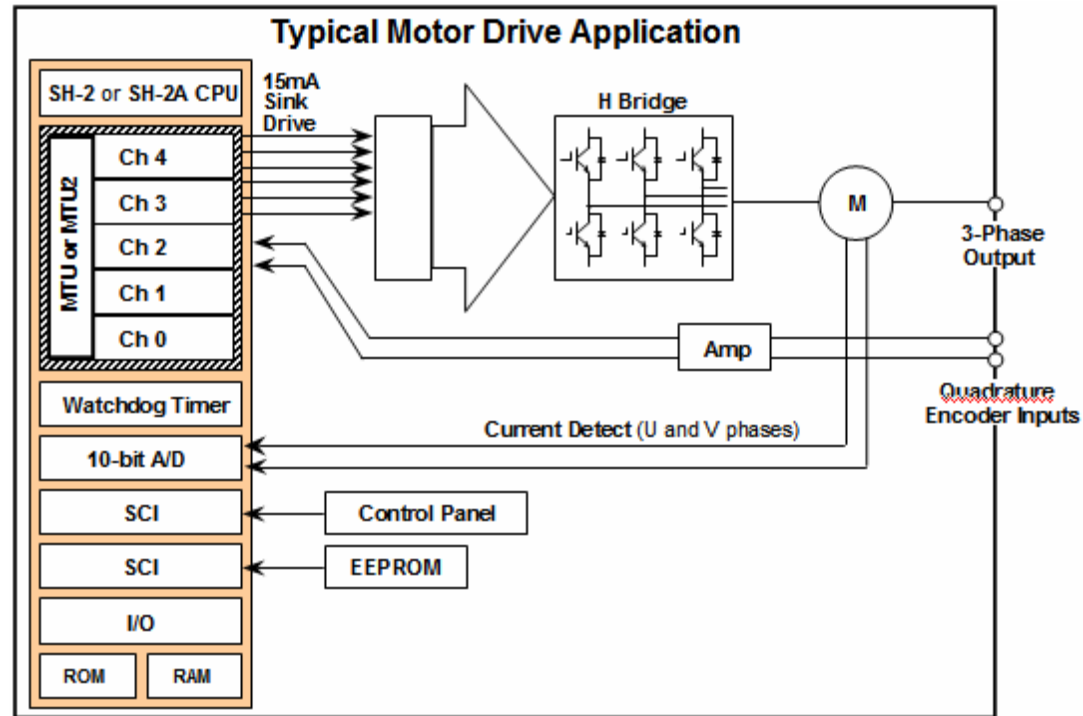 Typical Motor Drive Application
SH-2 or SH-2A CPU
15mA
Sink
Drive
H Bridge
MTU or MTU2
Ch 4
Ch 3
Ch 2
Ch 1
Ch 0
M
3-Phase
Output
Amp
Quadrature
Encoder Inputs
Watchdog Timer
Current Detect (U and V phases)
10-bit A/D
SCI
Control Panel
SCI
EEPROM
I/O
ROM
RAM